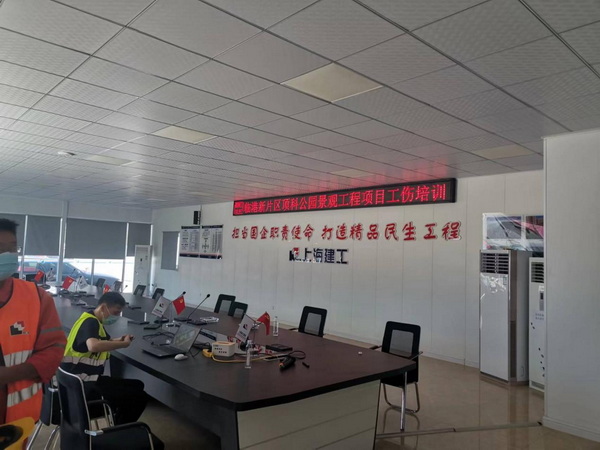 临港新片区顶科公园景观工程项目工伤培训
担当国企职责使命 打造精品民生工程
上海建工